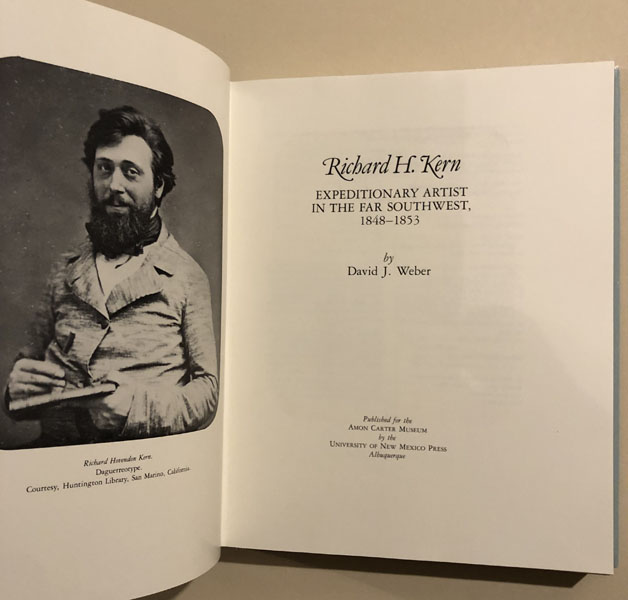 Richard Hovendon Kern.
Daguerreotype.
Courtesy, Huntington Library, San Marino, California.
Richard H. Kern
EXPEDITIONARY ARTIST
IN THE FAR SOUTHWEST,
1848–1853
by
David J. Weber
Published for the
AMON CARTER MUSEUM
by the
UNIVERSITY OF NEW MEXICO PRESS
Albuquerque